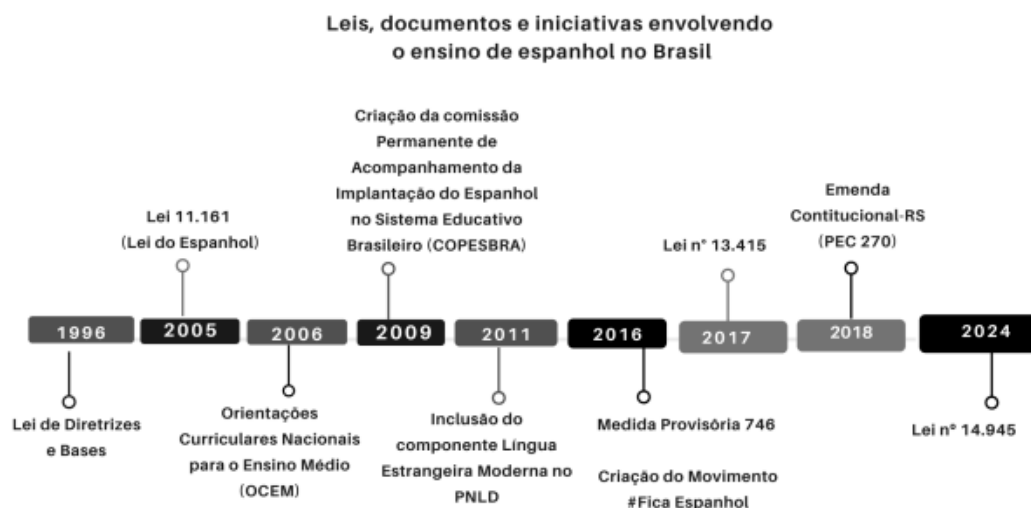 Leis, documentos e iniciativas envolvendo
o ensino de espanhol no Brasil
Criação da comissão
Permanente de
Acompanhamento da
Implantação do Espanhol
no Sistema Educativo
Brasileiro (COPESBRA)
Lei 11.161
(Lei do Espanhol)
Lei n° 13.415
Emenda
Contitucional-RS
(PEC 270)
1996
2005
2006
2009
2011
2016
2017
2018
2024
Lei de Diretrizes
e Bases
Orientações
Curriculares Nacionais
para o Ensino Médio
(OCEM)
Inclusão do
componente Língua
Estrangeira Moderna no
PNLD
Medida Provisória 746
Criação do Movimento
#Fica Espanhol
Lei n° 14.945